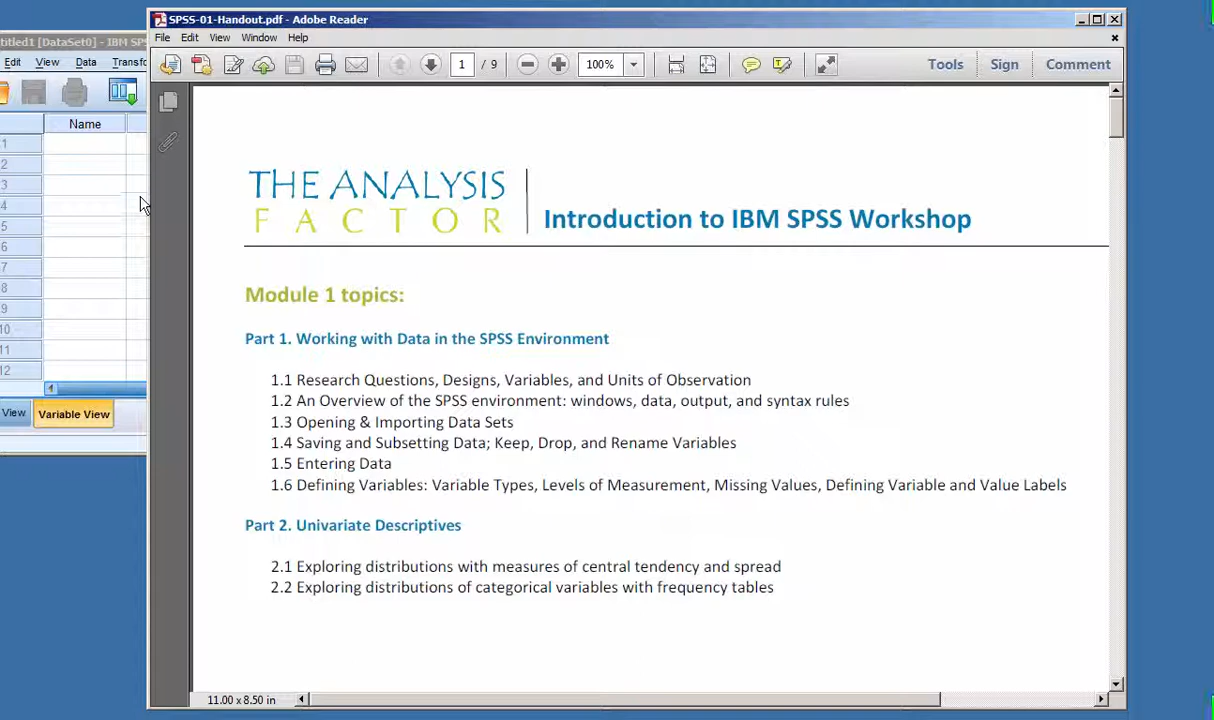 SPSS-01-Handout.pdf - Adobe Reader
File Edit View Window Help
1 / 9 100% Tools Sign Comment
[DataSet0] - IBM SPS
Edit View Data
Name
1
2
3
4
5
6
7
8
9
10
11
12
View Variable View
THE ANALYSIS
FACTOR
Introduction to IBM SPSS Workshop
Module 1 topics:
Part 1. Working with Data in the SPSS Environment
1.1 Research Questions, Designs, Variables, and Units of Observation
1.2 An Overview of the SPSS environment: windows, data, output, and syntax rules
1.3 Opening & Importing Data Sets
1.4 Saving and Subsetting Data; Keep, Drop, and Rename Variables
1.5 Entering Data
1.6 Defining Variables: Variable Types, Levels of Measurement, Missing Values, Defining Variable and Value Labels
Part 2. Univariate Descriptives
2.1 Exploring distributions with measures of central tendency and spread
2.2 Exploring distributions of categorical variables with frequency tables
11.00 x 8.50 in